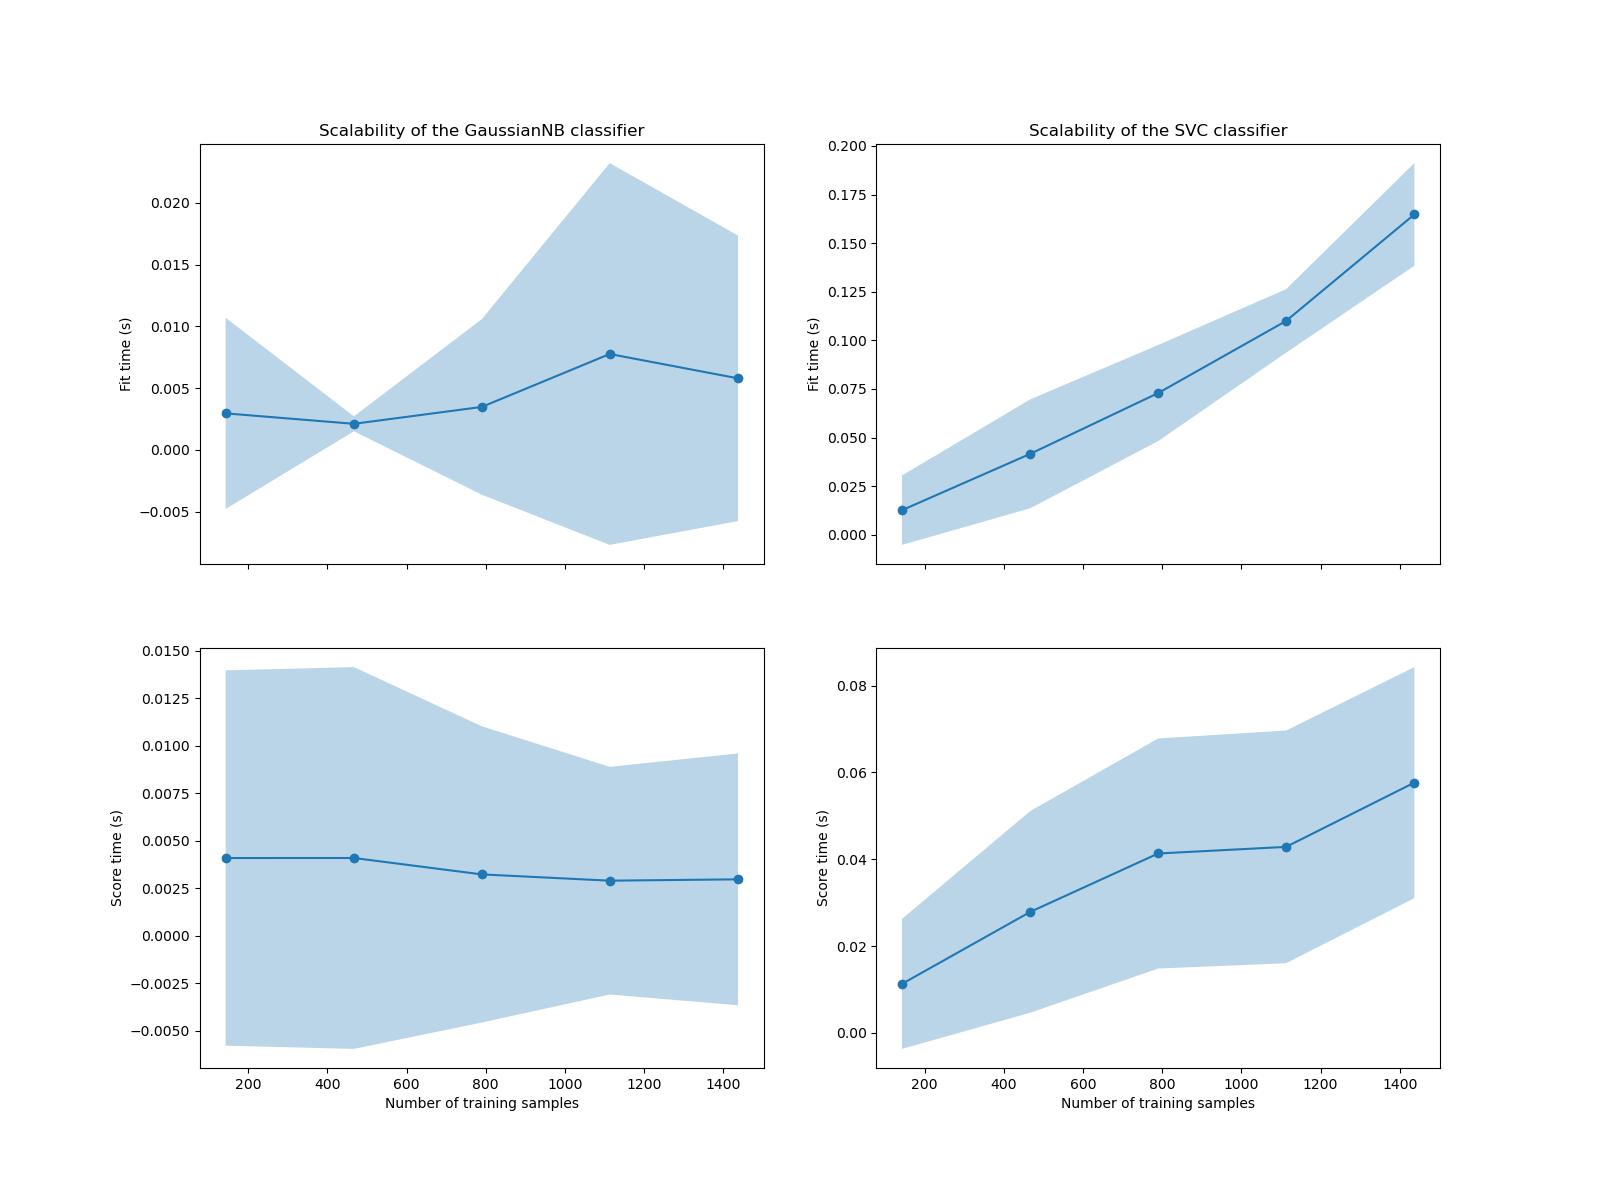 Scalability of the GaussianNB classifier
0.020
0.015
0.010
0.005
0.000
−0.005
Fit time (s)
Scalability of the SVC classifier
0.200
0.175
0.150
0.125
0.100
0.075
0.050
0.025
0.000
Fit time (s)
0.0150
0.0125
0.0100
0.0075
0.0050
0.0025
0.0000
−0.0025
−0.0050
Score time (s)
200 400 600 800 1000 1200 1400
Number of training samples
0.08
0.06
0.04
0.02
0.00
Score time (s)
200 400 600 800 1000 1200 1400
Number of training samples